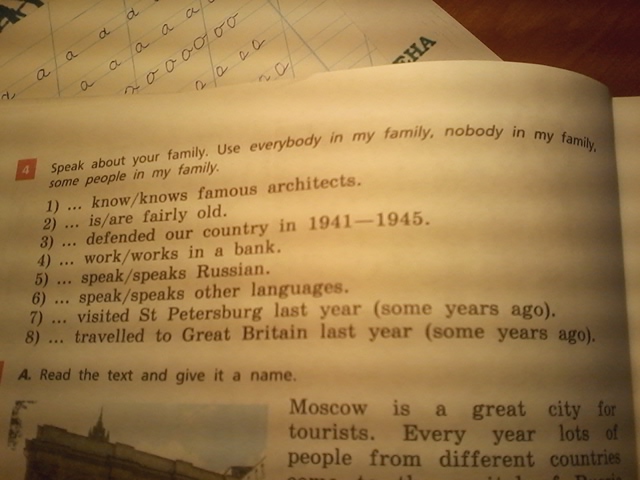 ЕНА
4 Speak about your family. Use everybody in my family, nobody in my family,
some people in my family.
1) ... know/knows famous architects.
2) ... is/are fairly old.
3) ... defended our country in 1941—1945.
4) ... work/works in a bank.
5) ... speak/speaks Russian.
6) ... speak/speaks other languages.
7) ... visited St Petersburg last year (some years ago).
8) ... travelled to Great Britain last year (some years ago).
A. Read the text and give it a name.
Moscow is a great city for
tourists. Every year lots of
people from different countries